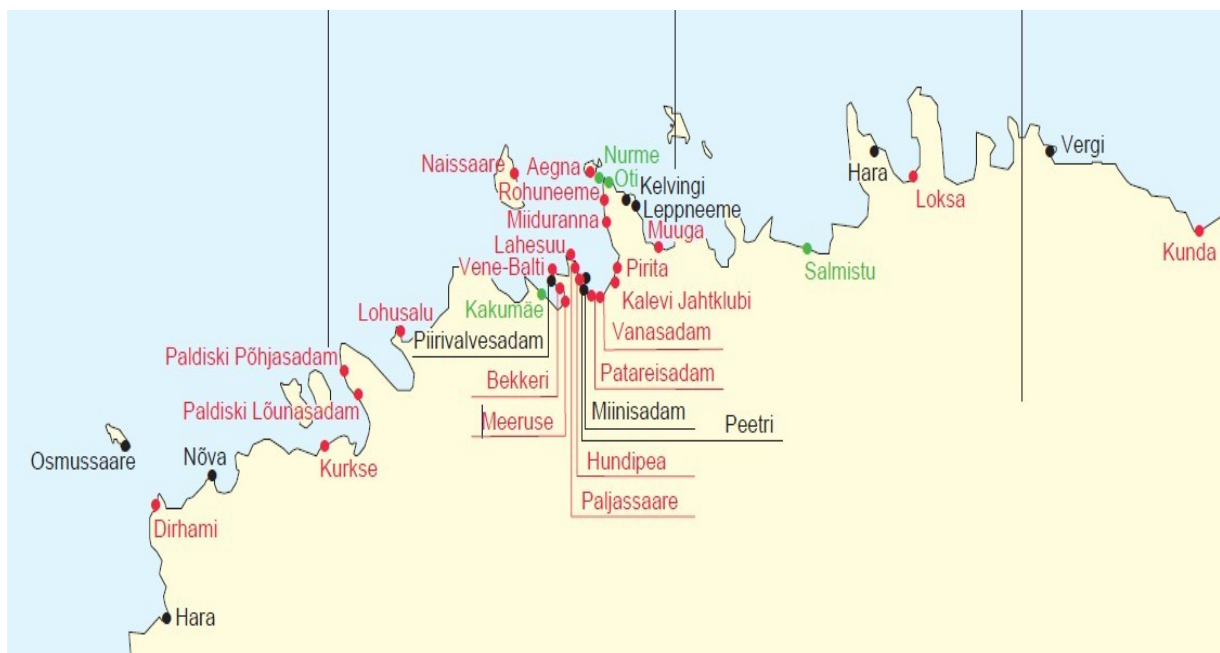 Naissaare
Aegna
Nurme
Oti
Rohuneeme
Kelvingi
Leppneeme
Miiduranna
Muuga
Lahesuu
Vene-Balti
Pirita
Kakumäe
Kalevi Jahtklubi
Piirivalvesadam
Vanasadam
Bekkeri
Patareisadam
Meeruse
Miinisadam
Peetri
Hundipea
Paljassaare
Hara
Loksa
Vergi
Salmistu
Kunda
Lohusalu
Paldiski Põhjasadam
Paldiski Lõunasadam
Osmussaare
Nõva
Kurkse
Dirhami
Hara